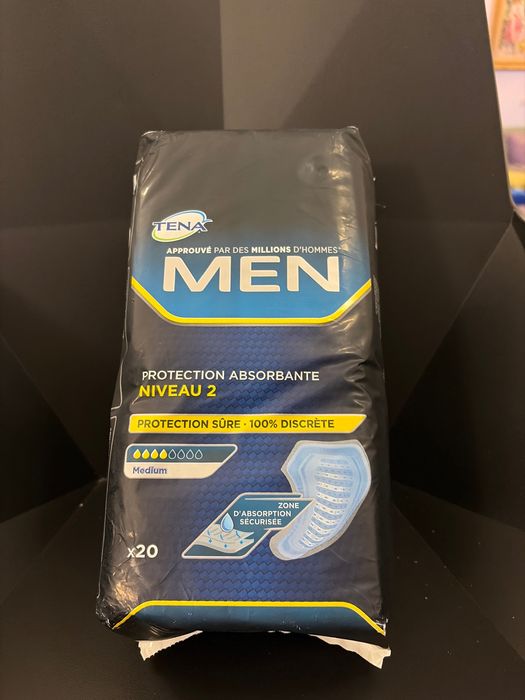 TENA
APPROUVÉ PAR DES MILLIONS D'HOMMES*
MEN
PROTECTION ABSORBANTE
NIVEAU 2
PROTECTION SÛRE · 100% DISCRÈTE
Medium
ZONE
D'ABSORPTION
SÉCURISÉE
x20